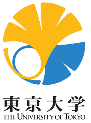 東京大学
THE UNIVERSITY OF TOKYO